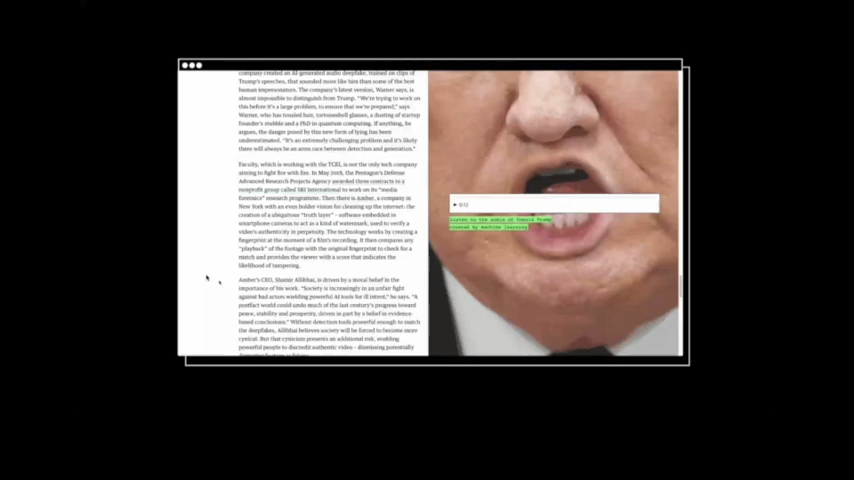 company created an AI-generated audio deepfake, trained on clips of
Trump's speeches, that sounded more like him than some of the best
human impersonators. The company's latest version, Warner says, is
almost impossible to distinguish from Trump. "We're trying to work on
this before it's a large problem, to ensure that we're prepared," says
Warner, who has tousled hair, tortoiseshell glasses, a dusting of startup
founder's stubble and a PhD in quantum computing. If anything, he
argues, the danger posed by this new form of lying has been
underestimated. "It's an extremely challenging problem and it's likely
there will always be an arms race between detection and generation."
Faculty, which is working with the TCEI, is not the only tech company
aiming to fight fire with fire. In May 2019, the Pentagon's Defense
Advanced Research Projects Agency awarded three contracts to a
nonprofit group called SRI International to work on its "media
forensics" research programme. Then there is Amber, a company in
New York with an even bolder vision for cleaning up the internet: the
creation of a ubiquitous "truth layer" – software embedded in
smartphone cameras to act as a kind of watermark, used to verify a
video's authenticity in perpetuity. The technology works by creating a
fingerprint at the moment of a film's recording. It then compares any
"playback" of the footage with the original fingerprint to check for a
match and provides the viewer with a score that indicates the
likelihood of tampering.
Amber's CEO, Shamir Allibhai, is driven by a moral belief in the
importance of his work. "Society is increasingly in an unfair fight
against bad actors wielding powerful AI tools for ill intent," he says. "A
postfact world could undo much of the last century's progress toward
peace, stability and prosperity, driven in part by a belief in evidence-
based conclusions." Without detection tools powerful enough to match
the deepfakes, Allibhai believes society will be forced to become more
cynical. But that cynicism presents an additional risk, enabling
powerful people to discredit authentic video – dismissing potentially
0:12
Listen to the audio of Donald Trump
created by machine learning